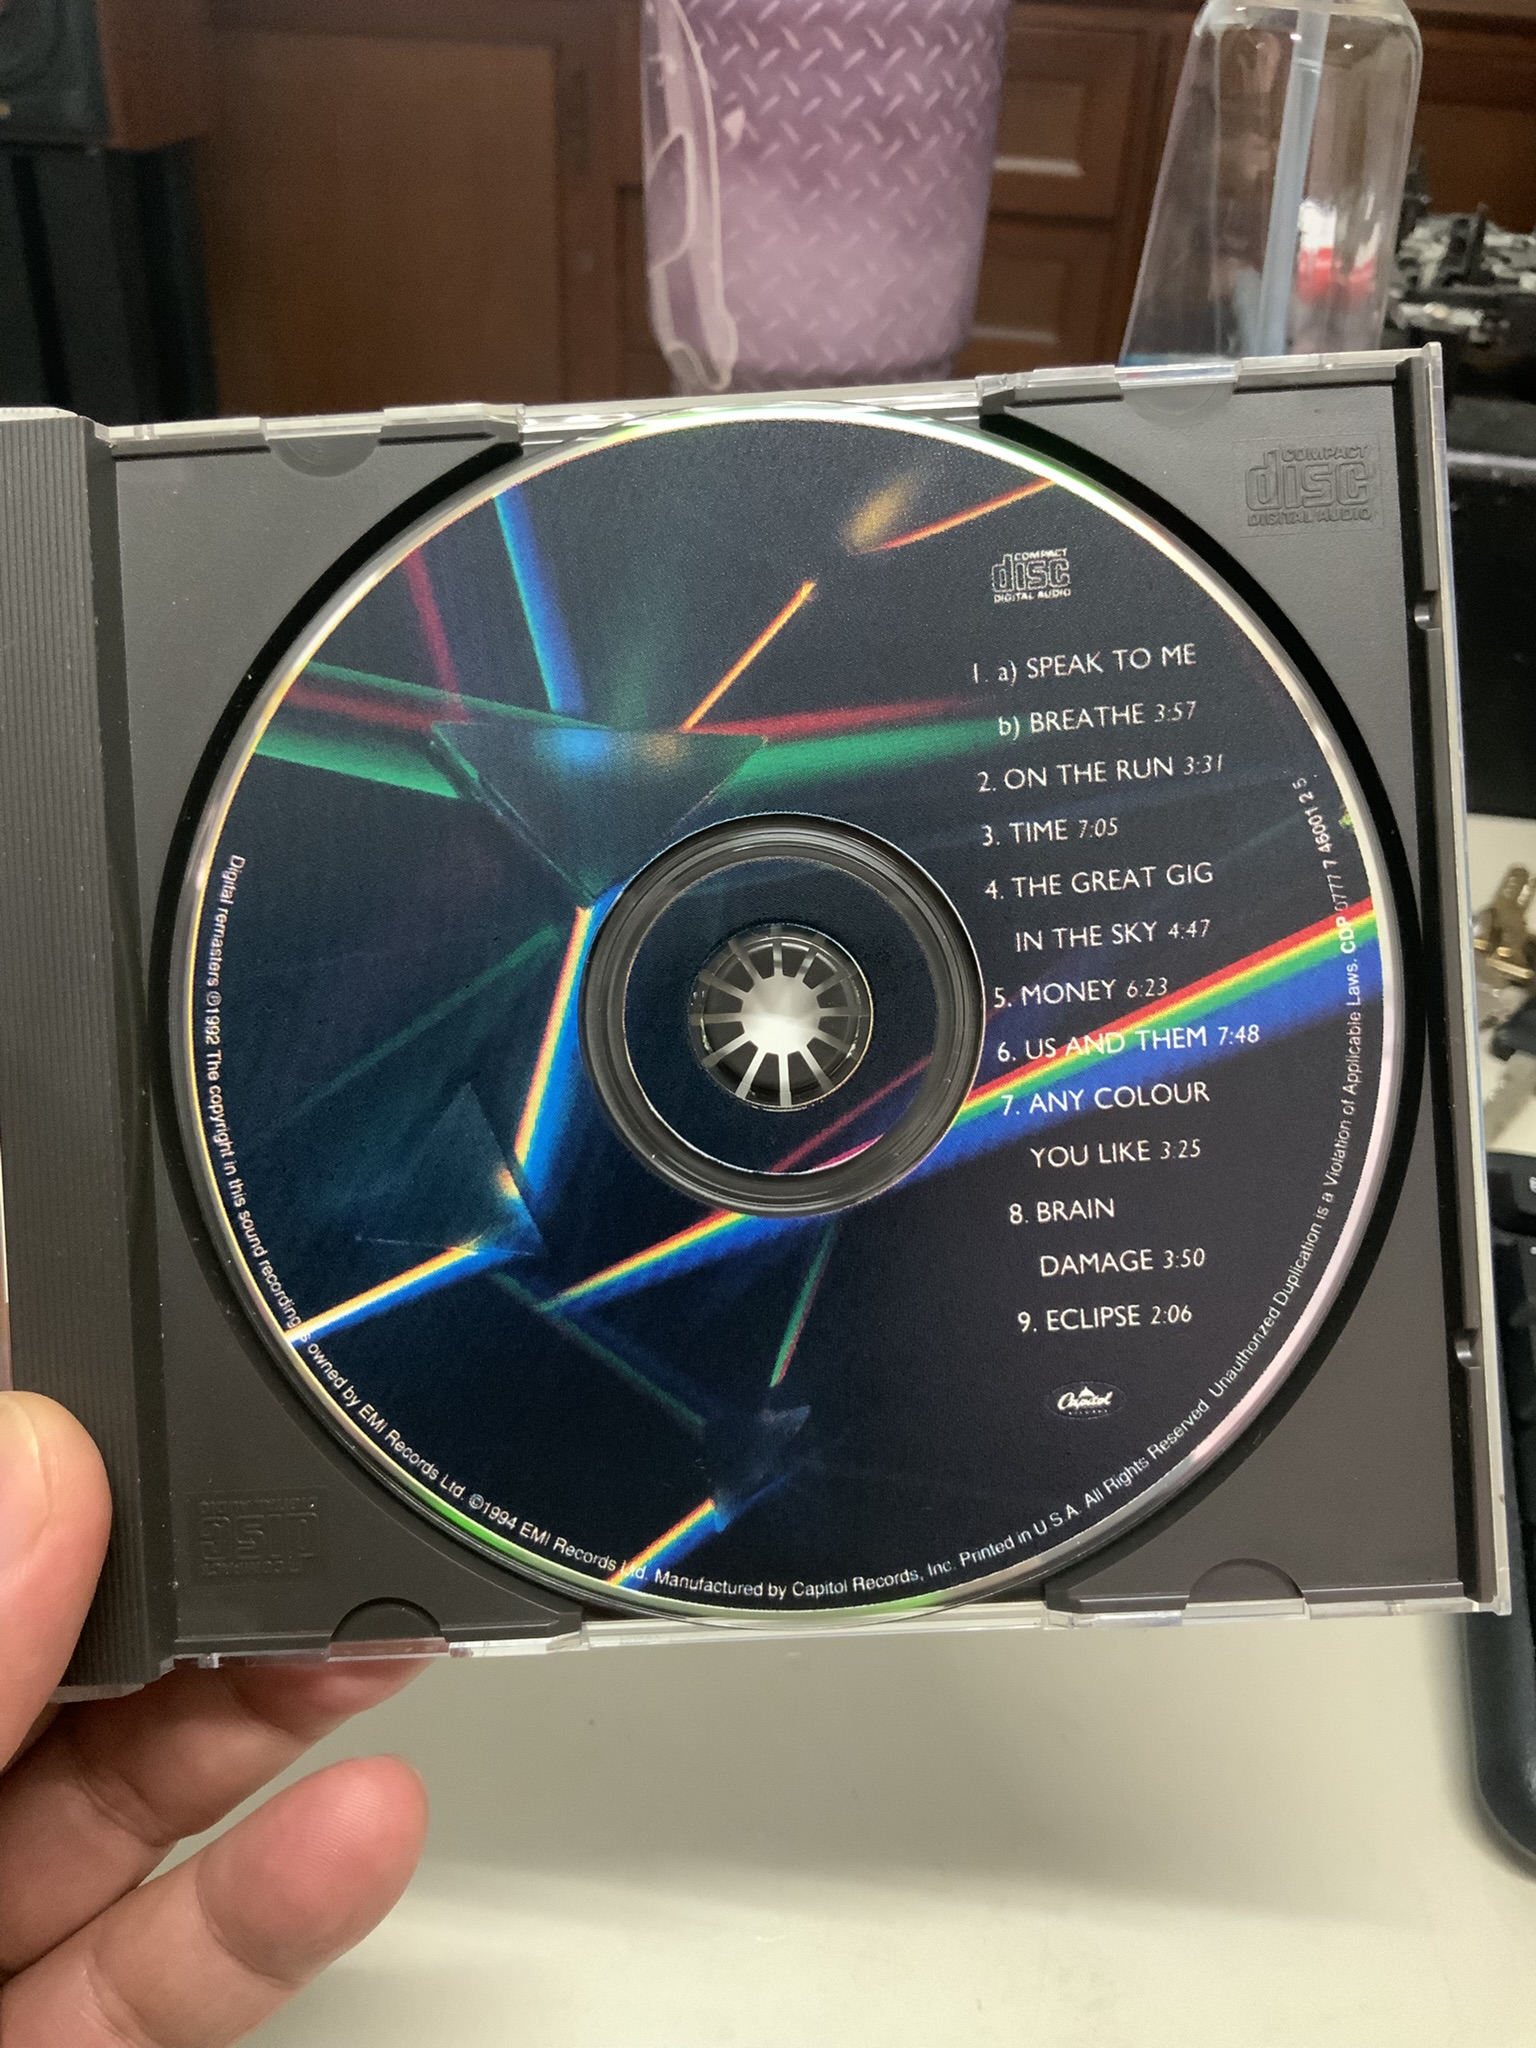 COMPACT
disc
DIGITAL AUDIO
COMPACT
disc
DIGITAL AUDIO
1. a) SPEAK TO ME
b) BREATHE 3:57
2. ON THE RUN 3:31
3. TIME 7:05
4. THE GREAT GIG
IN THE SKY 4:47
5. MONEY 6:23
6. US AND THEM 7:48
7. ANY COLOUR
YOU LIKE 3:25
8. BRAIN
DAMAGE 3:50
9. ECLIPSE 2:06
Capitol
Digital remasters ℗1992 The copyright in this sound recording is owned by EMI Records Ltd. ©1994 EMI Records Ltd. Manufactured by Capitol Records, Inc. Printed in U.S.A. All Rights Reserved. Unauthorized Duplication is a Violation of Applicable Laws. CDP 0777 7 46001 2 5.